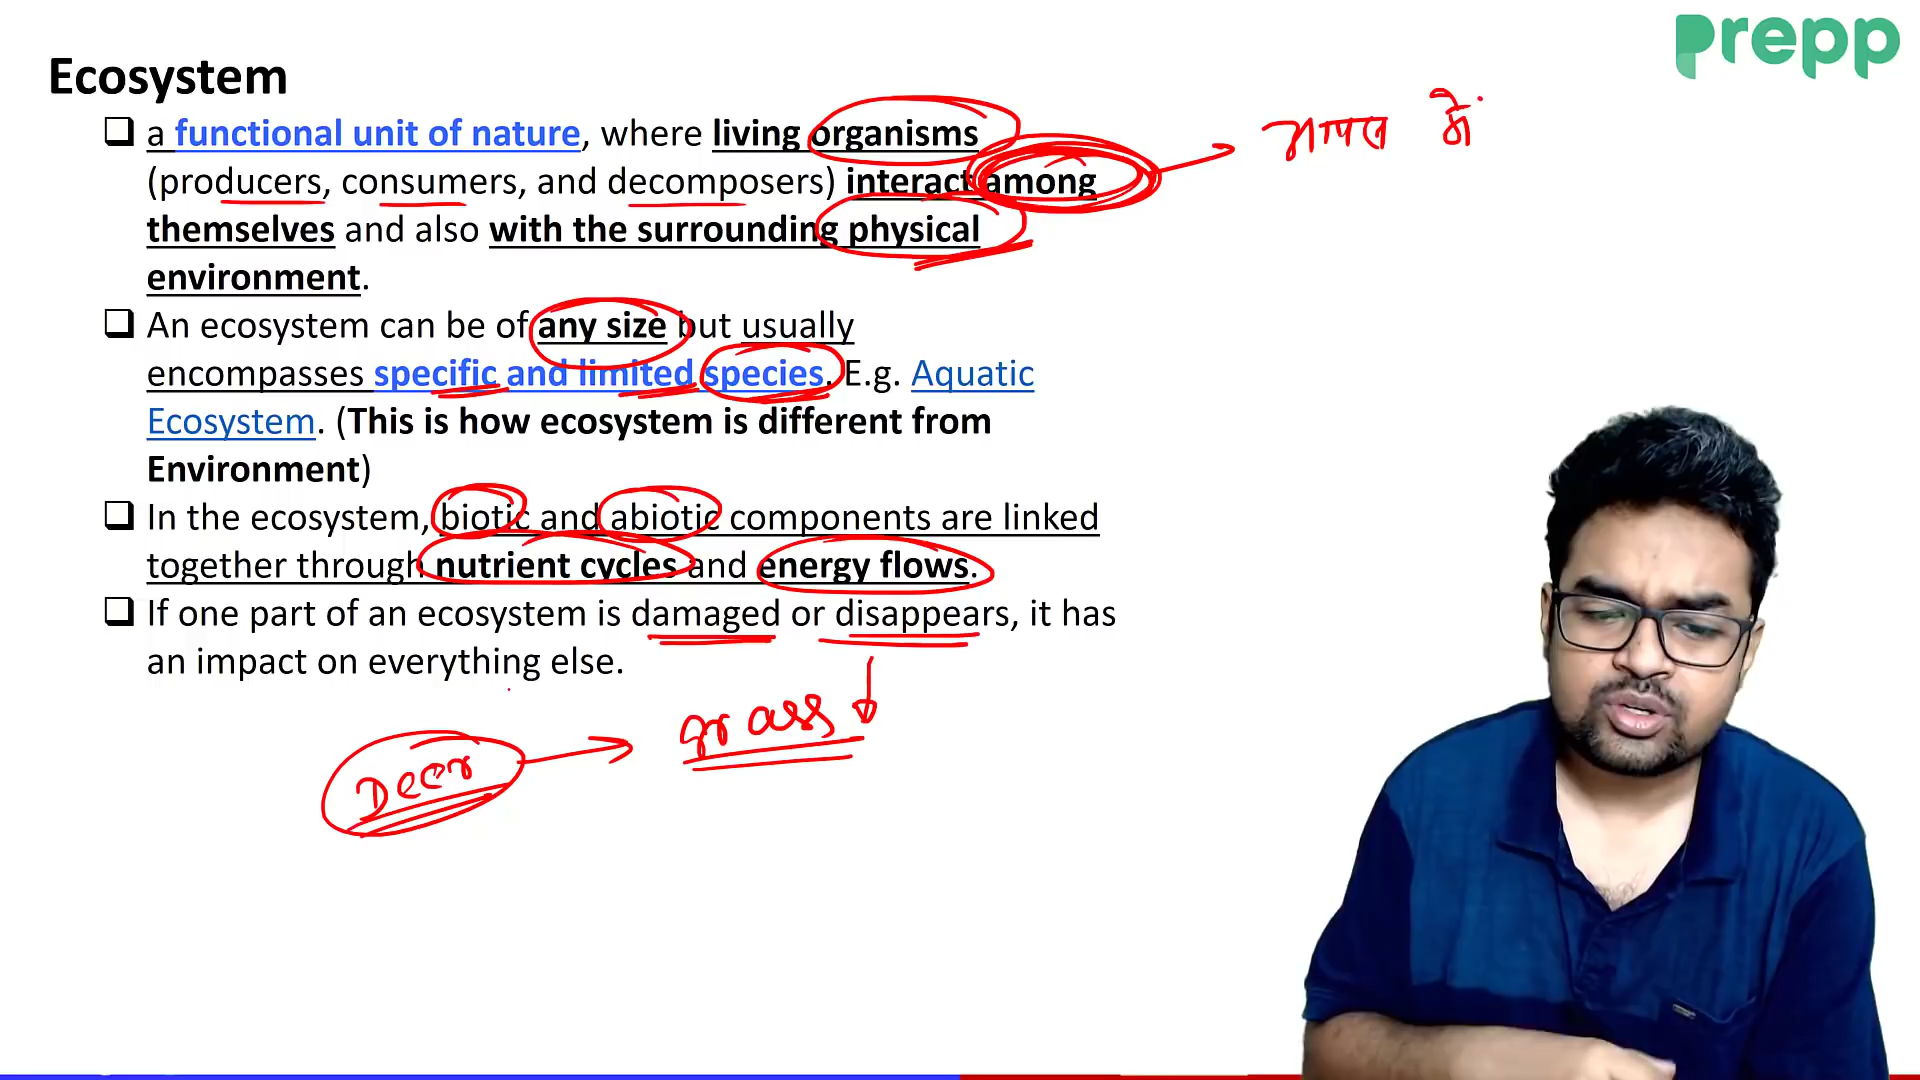 prepp
Ecosystem
a functional unit of nature, where living organisms
(producers, consumers, and decomposers) interact among
themselves and also with the surrounding physical
environment.
आपस में
An ecosystem can be of any size but usually
encompasses specific and limited species. E.g. Aquatic
Ecosystem. (This is how ecosystem is different from
Environment)
In the ecosystem, biotic and abiotic components are linked
together through nutrient cycles and energy flows.
If one part of an ecosystem is damaged or disappears, it has
an impact on everything else.
Deer
grass